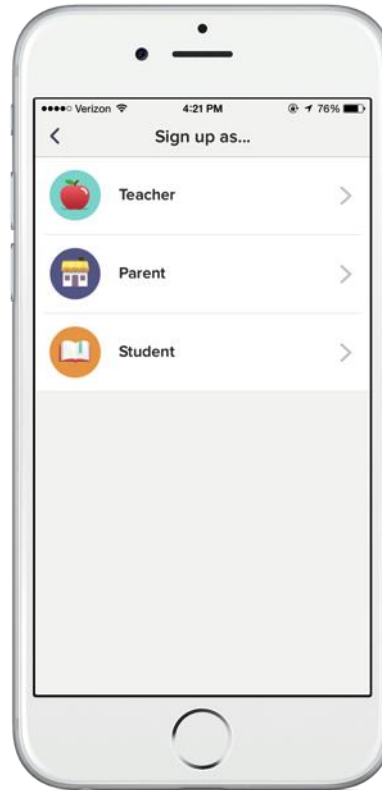 Verizon 4:21 PM 76%
Sign up as...
Teacher
Parent
Student